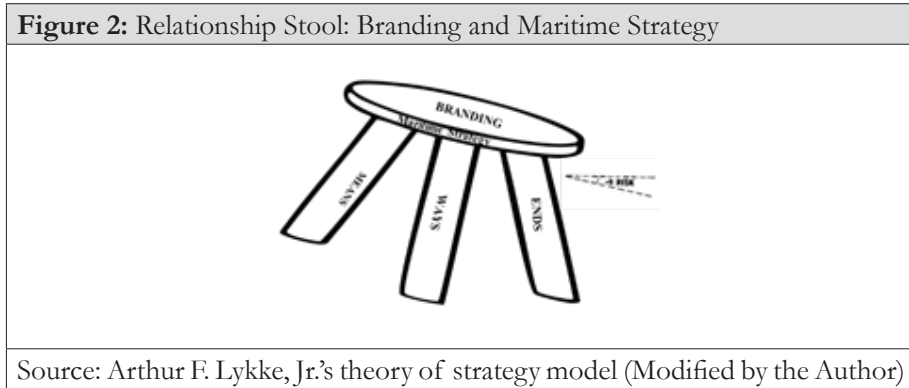 Figure 2: Relationship Stool: Branding and Maritime Strategy
BRANDING
Maritime Strategy
MEANS
WAYS
ENDS
RISK
Source: Arthur F. Lykke, Jr.'s theory of strategy model (Modified by the Author)